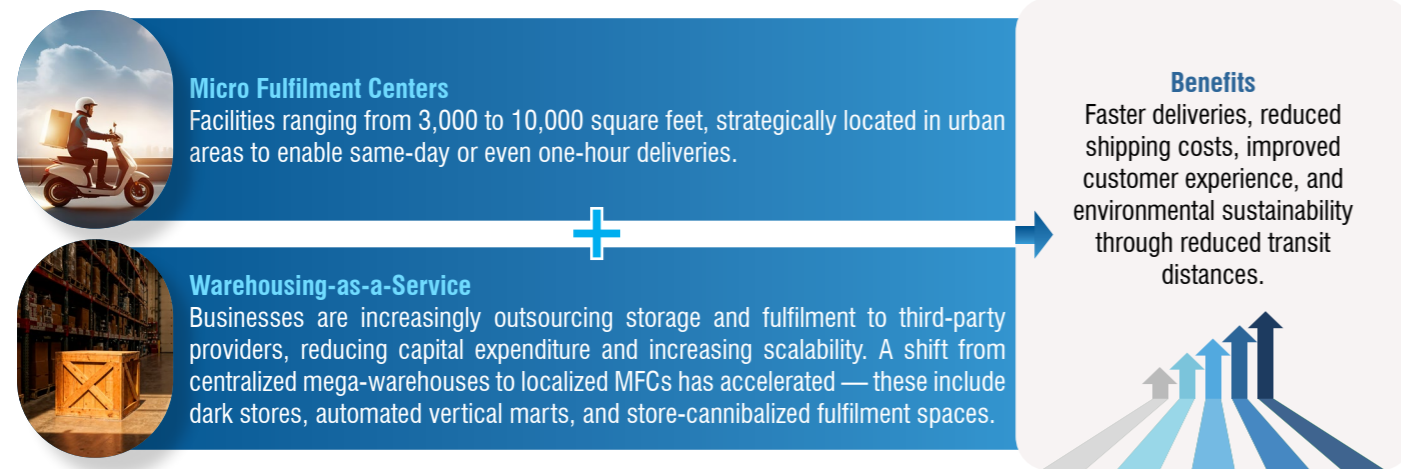 Micro Fulfilment Centers
Facilities ranging from 3,000 to 10,000 square feet, strategically located in urban
areas to enable same-day or even one-hour deliveries.
Warehousing-as-a-Service
Businesses are increasingly outsourcing storage and fulfilment to third-party
providers, reducing capital expenditure and increasing scalability. A shift from
centralized mega-warehouses to localized MFCs has accelerated — these include
dark stores, automated vertical marts, and store-cannibalized fulfilment spaces.
Benefits
Faster deliveries, reduced
shipping costs, improved
customer experience, and
environmental sustainability
through reduced transit
distances.